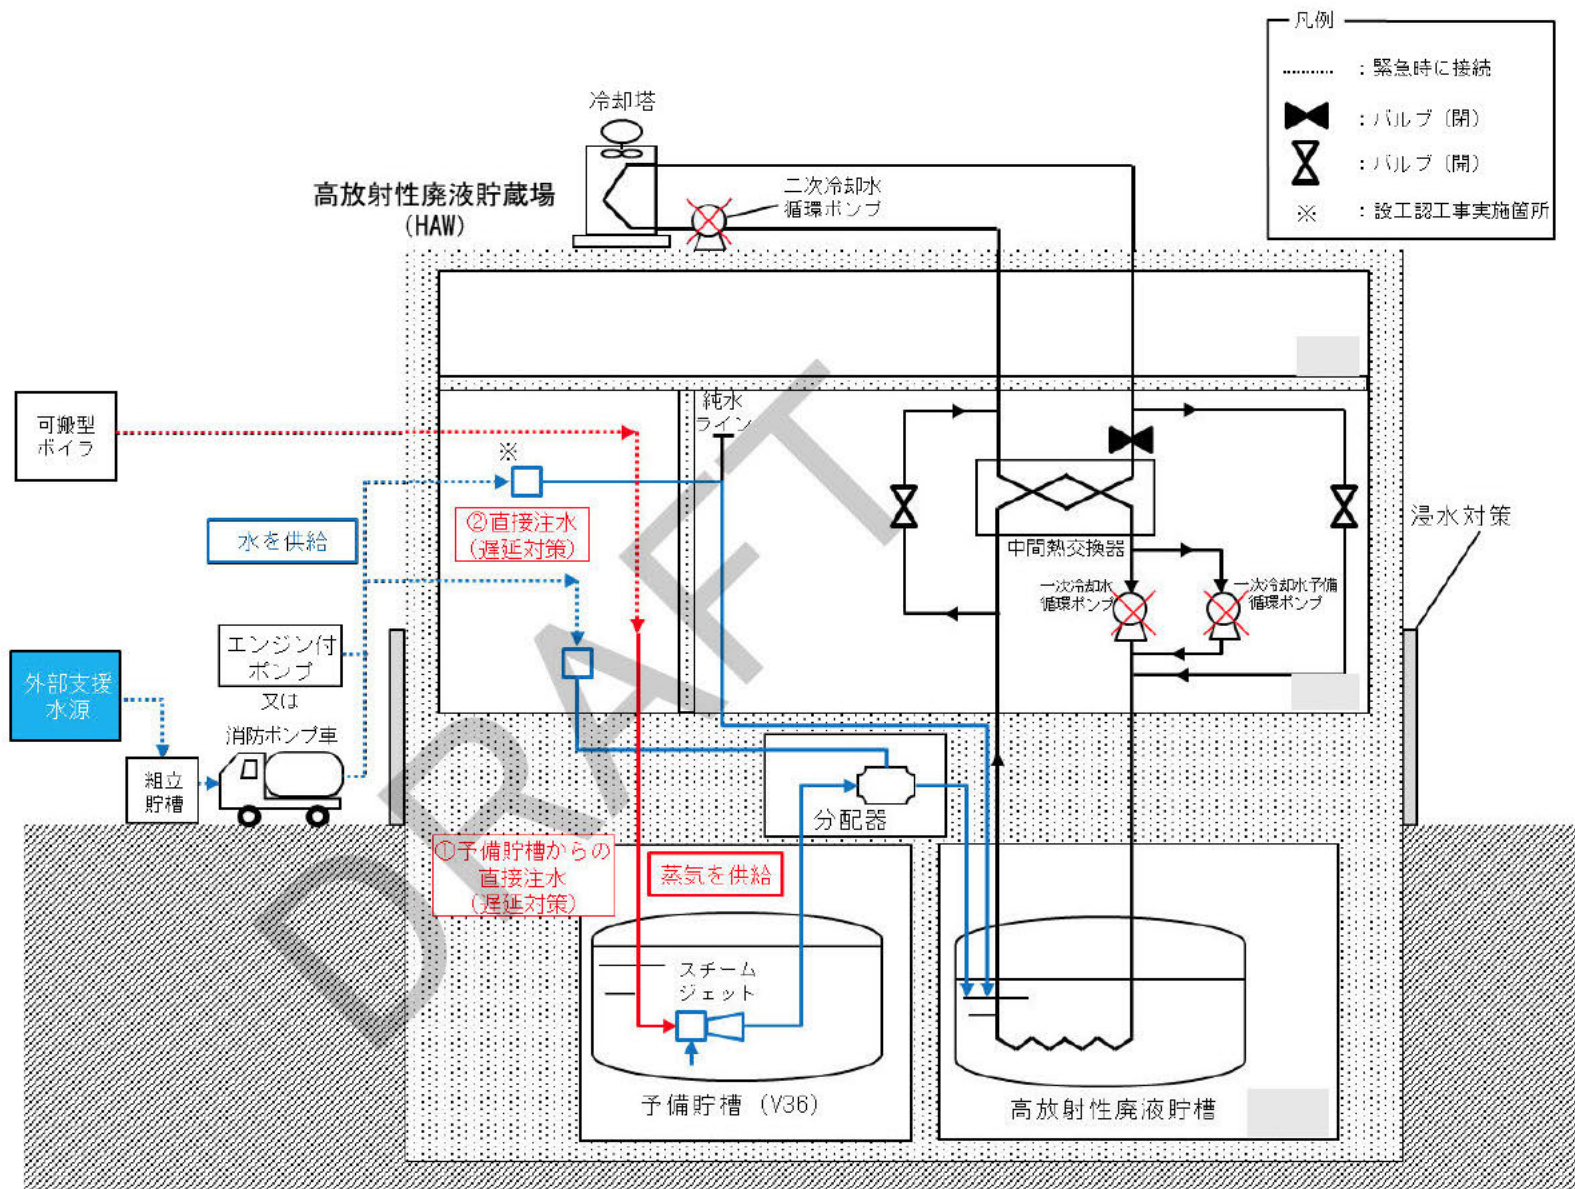 凡例
：緊急時に接続
：バルブ（閉）
：バルブ（開）
※ ：設工認工事実施箇所
冷却塔
高放射性廃液貯蔵場
(HAW)
二次冷却水
循環ポンプ
可搬型
ボイラ
純水
ライン
※
水を供給
②直接注水
（遅延対策）
中間熱交換器
浸水対策
一次冷却水
循環ポンプ
一次冷却水予備
循環ポンプ
エンジン付
ポンプ
又は
消防ポンプ車
外部支援
水源
組立
貯槽
分配器
①予備貯槽からの
直接注水
（遅延対策）
蒸気を供給
スチーム
ジェット
予備貯槽（V36）
高放射性廃液貯槽
DRAFT